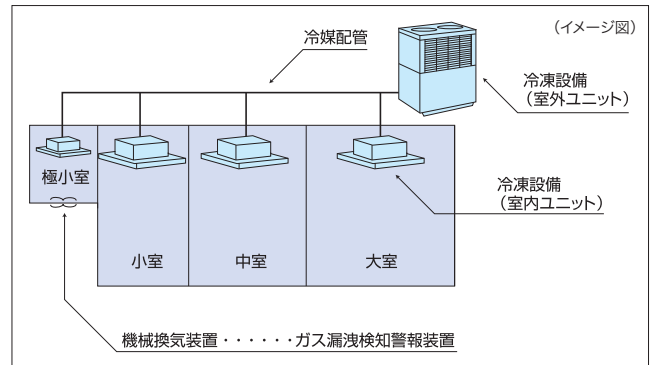 （イメージ図）
冷媒配管
冷凍設備
（室外ユニット）
極小室
冷凍設備
（室内ユニット）
小室
中室
大室
機械換気装置・・・・・・ガス漏洩検知警報装置